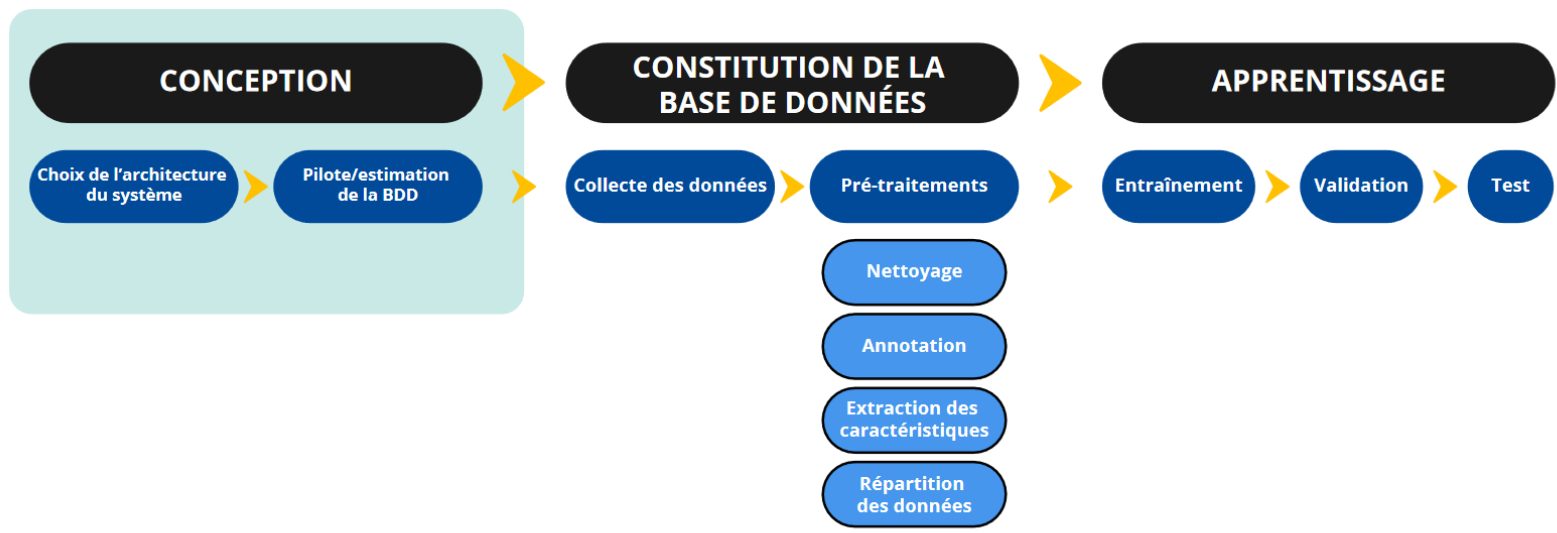 CONCEPTION
CONSTITUTION DE LA
BASE DE DONNÉES
APPRENTISSAGE
Choix de l’architecture
du système
Pilote/estimation
de la BDD
Collecte des données
Pré-traitements
Entraînement
Validation
Test
Nettoyage
Annotation
Extraction des
caractéristiques
Répartition
des données